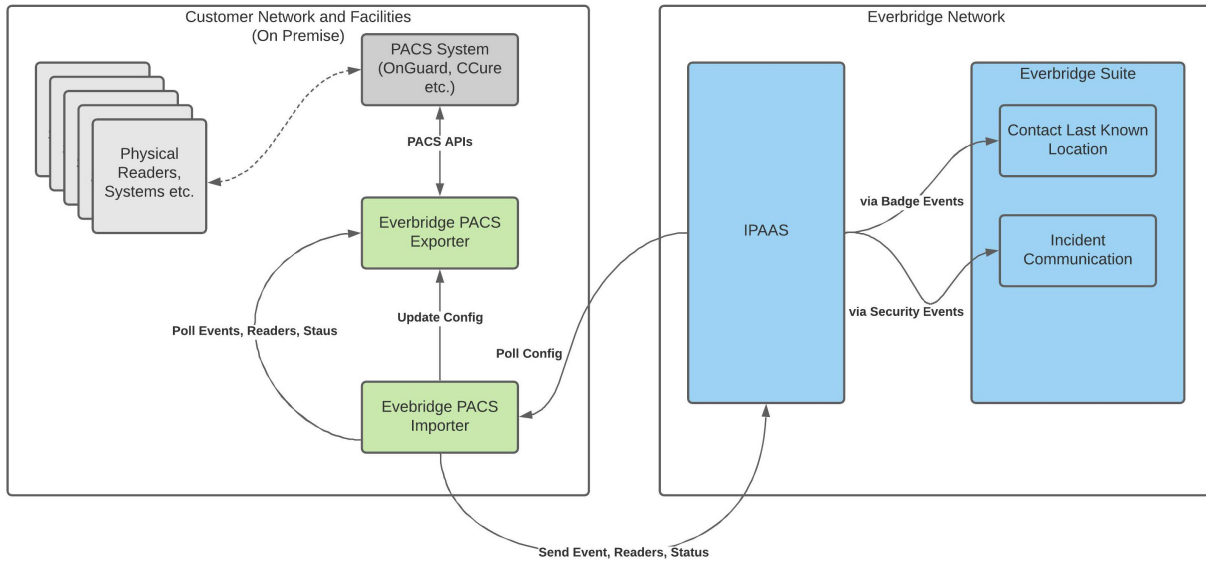 Customer Network and Facilities
(On Premise)
Everbridge Network
PACS System
(OnGuard, CCure
etc.)
Everbridge Suite
Contact Last Known
Location
Physical
Readers,
Systems etc.
PACS APIs
via Badge Events
Everbridge PACS
Exporter
IPAAS
Incident
Communication
Update Config
via Security Events
Poll Events, Readers, Staus
Poll Config
Evebridge PACS
Importer
Send Event, Readers, Status